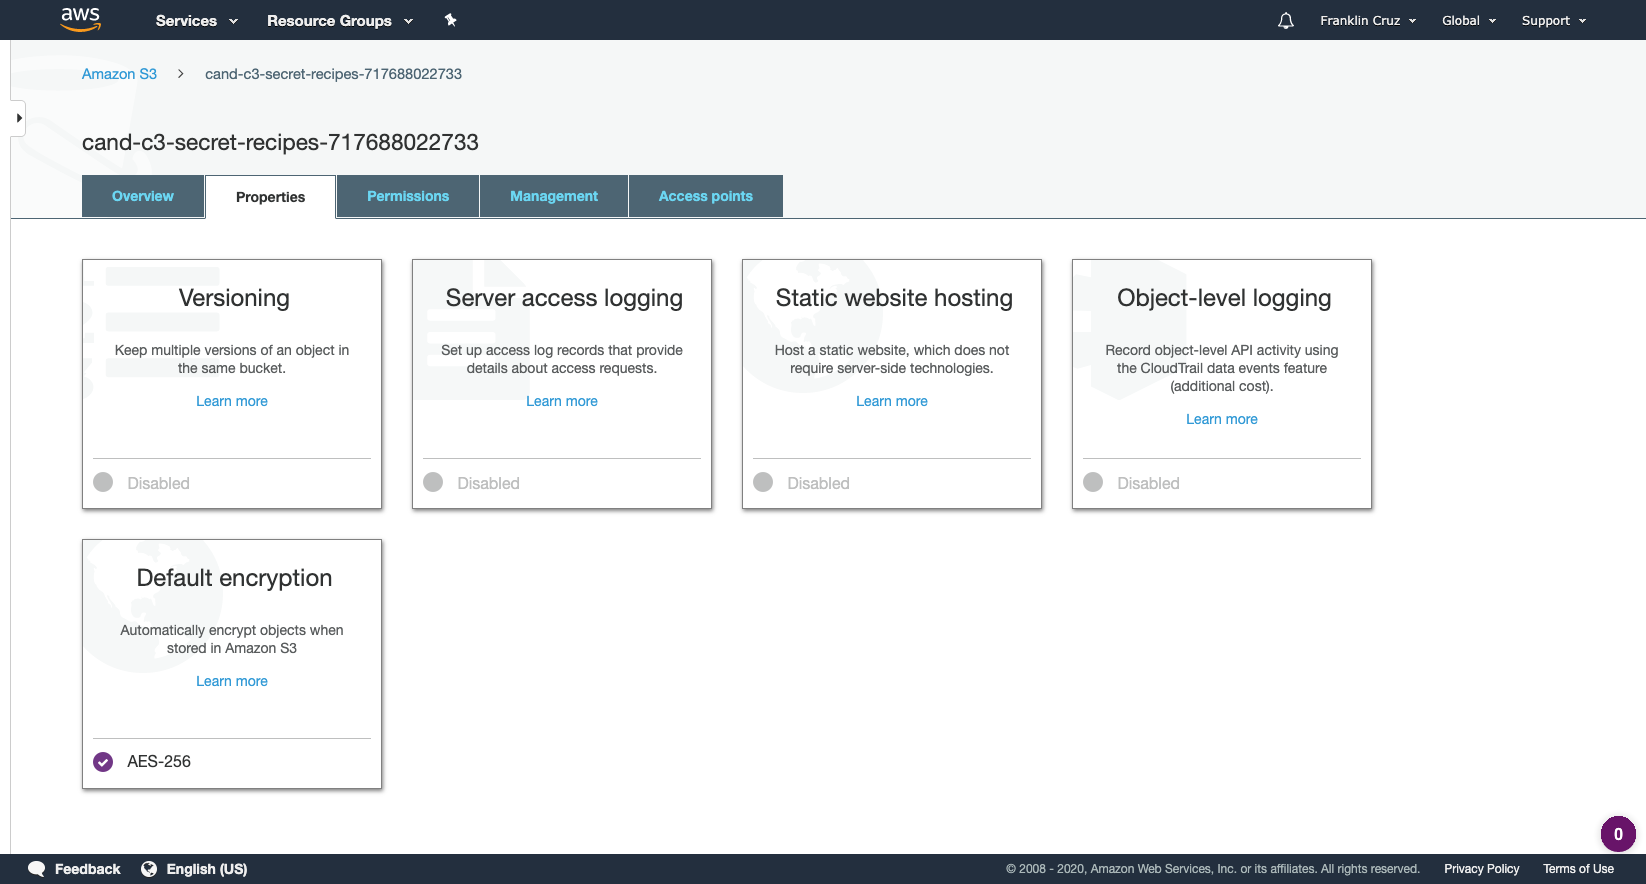 aws Services Resource Groups Franklin Cruz Global Support
Amazon S3 > cand-c3-secret-recipes-717688022733
cand-c3-secret-recipes-717688022733
Overview Properties Permissions Management Access points
Versioning
Keep multiple versions of an object in
the same bucket.
Learn more
Disabled
Server access logging
Set up access log records that provide
details about access requests.
Learn more
Disabled
Static website hosting
Host a static website, which does not
require server-side technologies.
Learn more
Disabled
Object-level logging
Record object-level API activity using
the CloudTrail data events feature
(additional cost).
Learn more
Disabled
Default encryption
Automatically encrypt objects when
stored in Amazon S3
Learn more
AES-256
0
Feedback English (US) © 2008 - 2020, Amazon Web Services, Inc. or its affiliates. All rights reserved. Privacy Policy Terms of Use